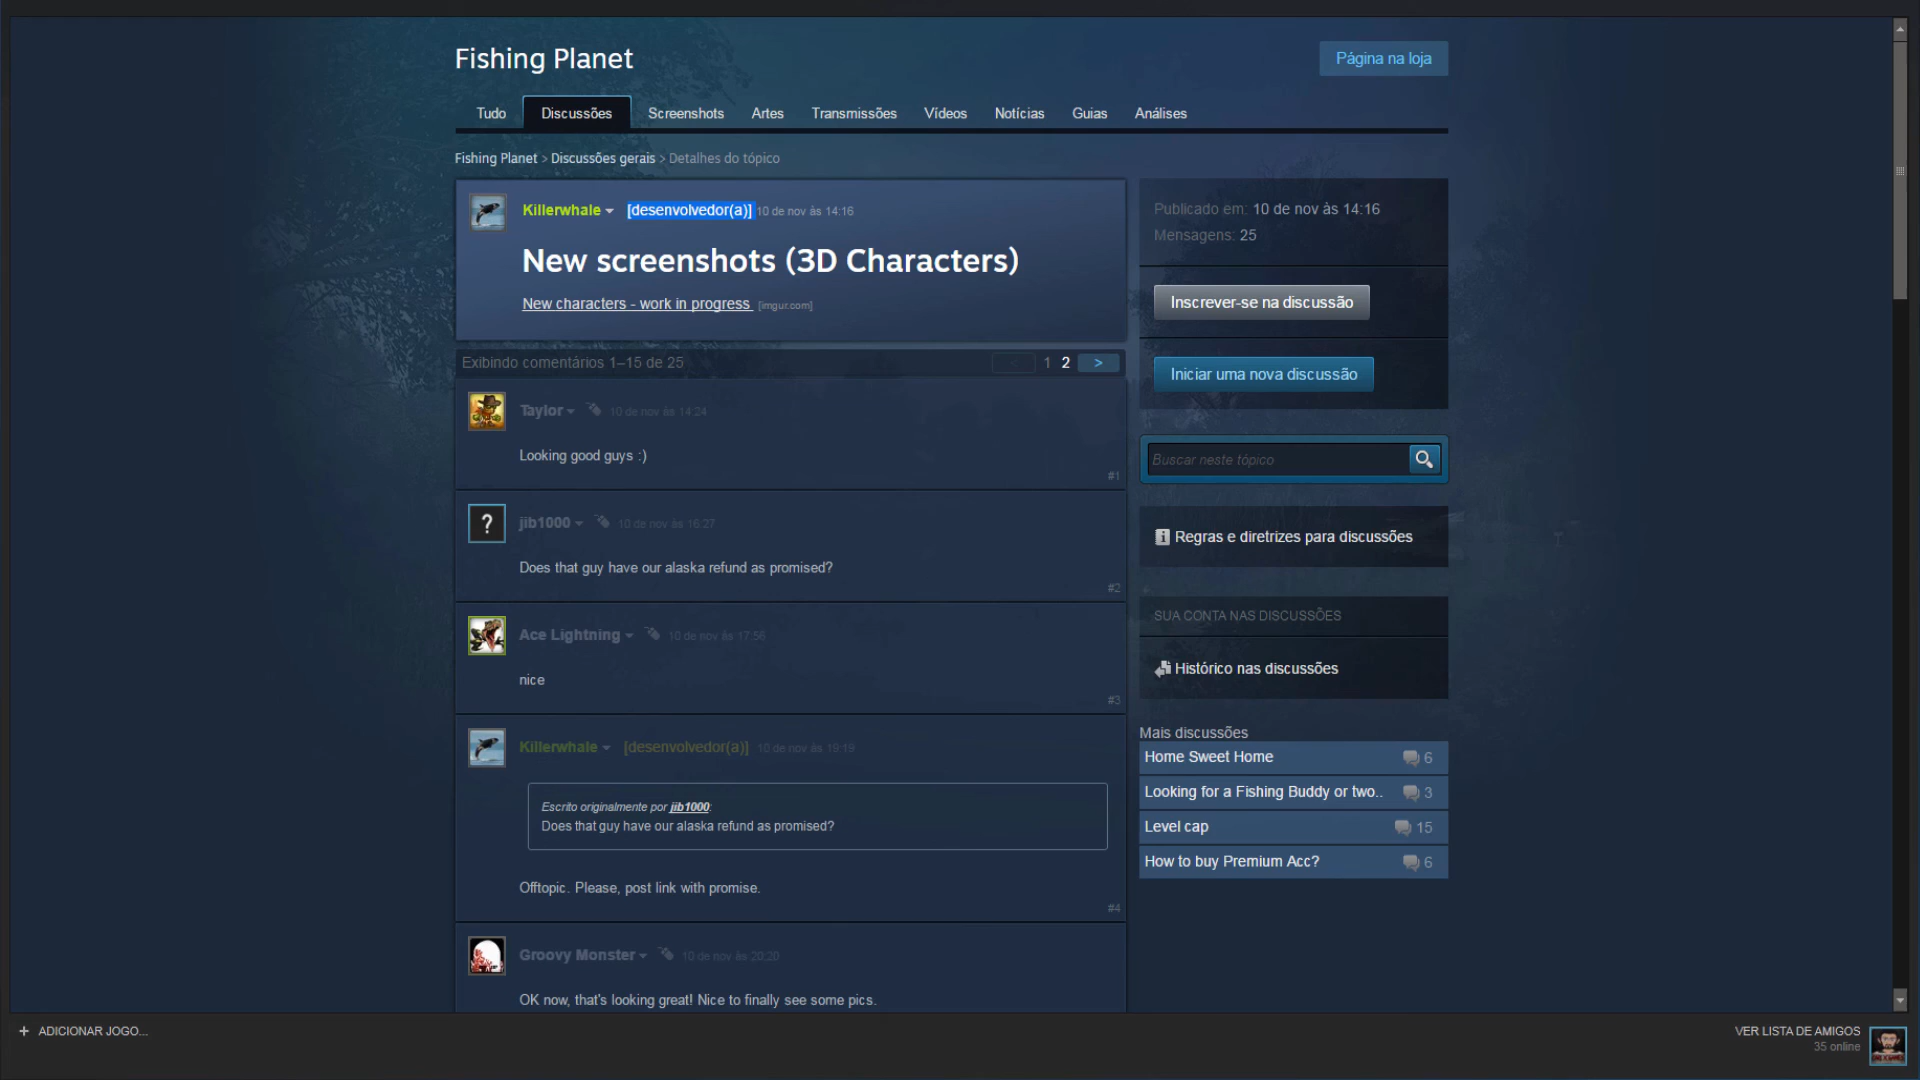 Fishing Planet
Página na loja
Tudo Discussões Screenshots Artes Transmissões Vídeos Notícias Guias Análises
Fishing Planet > Discussões gerais > Detalhes do tópico
Killerwhale [desenvolvedor(a)] 10 de nov às 14:16
New screenshots (3D Characters)
New characters - work in progress [imgur.com]
Exibindo comentários 1–15 de 25
< 1 2 >
Taylor 10 de nov às 14:24
Looking good guys :)
#1
? jib1000 10 de nov às 16:27
Does that guy have our alaska refund as promised?
#2
Ace Lightning 10 de nov às 17:56
nice
#3
Killerwhale [desenvolvedor(a)] 10 de nov às 19:19
Escrito originalmente por jib1000:
Does that guy have our alaska refund as promised?
Offtopic. Please, post link with promise.
#4
Groovy Monster 10 de nov às 20:20
OK now, that's looking great! Nice to finally see some pics.
Publicado em: 10 de nov às 14:16
Mensagens: 25
Inscrever-se na discussão
Iniciar uma nova discussão
Buscar neste tópico
Regras e diretrizes para discussões
SUA CONTA NAS DISCUSSÕES
Histórico nas discussões
Mais discussões
Home Sweet Home 6
Looking for a Fishing Buddy or two.. 3
Level cap 15
How to buy Premium Acc? 6
+ ADICIONAR JOGO...
VER LISTA DE AMIGOS
35 online